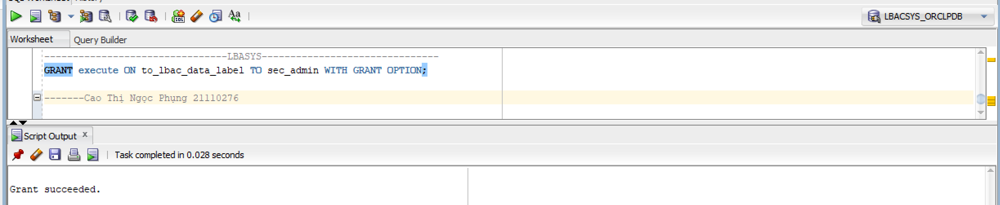 LBACSYS_ORCLPDB
Worksheet
Query Builder
--------------------------------LBASYS-------------------------------
GRANT execute ON to_lbac_data_label TO sec_admin WITH GRANT OPTION;
-------Cao Thị Ngọc Phụng 21110276
Script Output x
Task completed in 0.028 seconds
Grant succeeded.